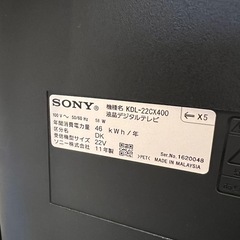 SONY 機種名 KDL-22CX400
液晶デジタルテレビ
X5
100 V～ 50/60 Hz 58 W
年間消費電力量 46 kWh/年
区分名 DK
受信機型サイズ 22V
ソニー株式会社 11年製
Ser.No. 1620048
MADE IN MALAYSIA